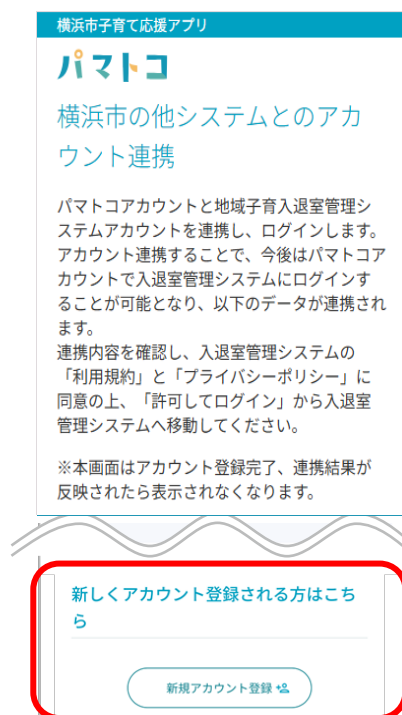 横浜市子育て応援アプリ
パマトコ
横浜市の他システムとのアカ
ウント連携
パマトコアカウントと地域子育入退室管理シ
ステムアカウントを連携し、ログインします。
アカウント連携することで、今後はパマトコア
カウントで入退室管理システムにログインす
ることが可能となり、以下のデータが連携され
ます。
連携内容を確認し、入退室管理システムの
「利用規約」と「プライバシーポリシー」に
同意の上、「許可してログイン」から入退室
管理システムへ移動してください。
※本画面はアカウント登録完了、連携結果が
反映されたら表示されなくなります。
新しくアカウント登録される方はこち
ら
新規アカウント登録